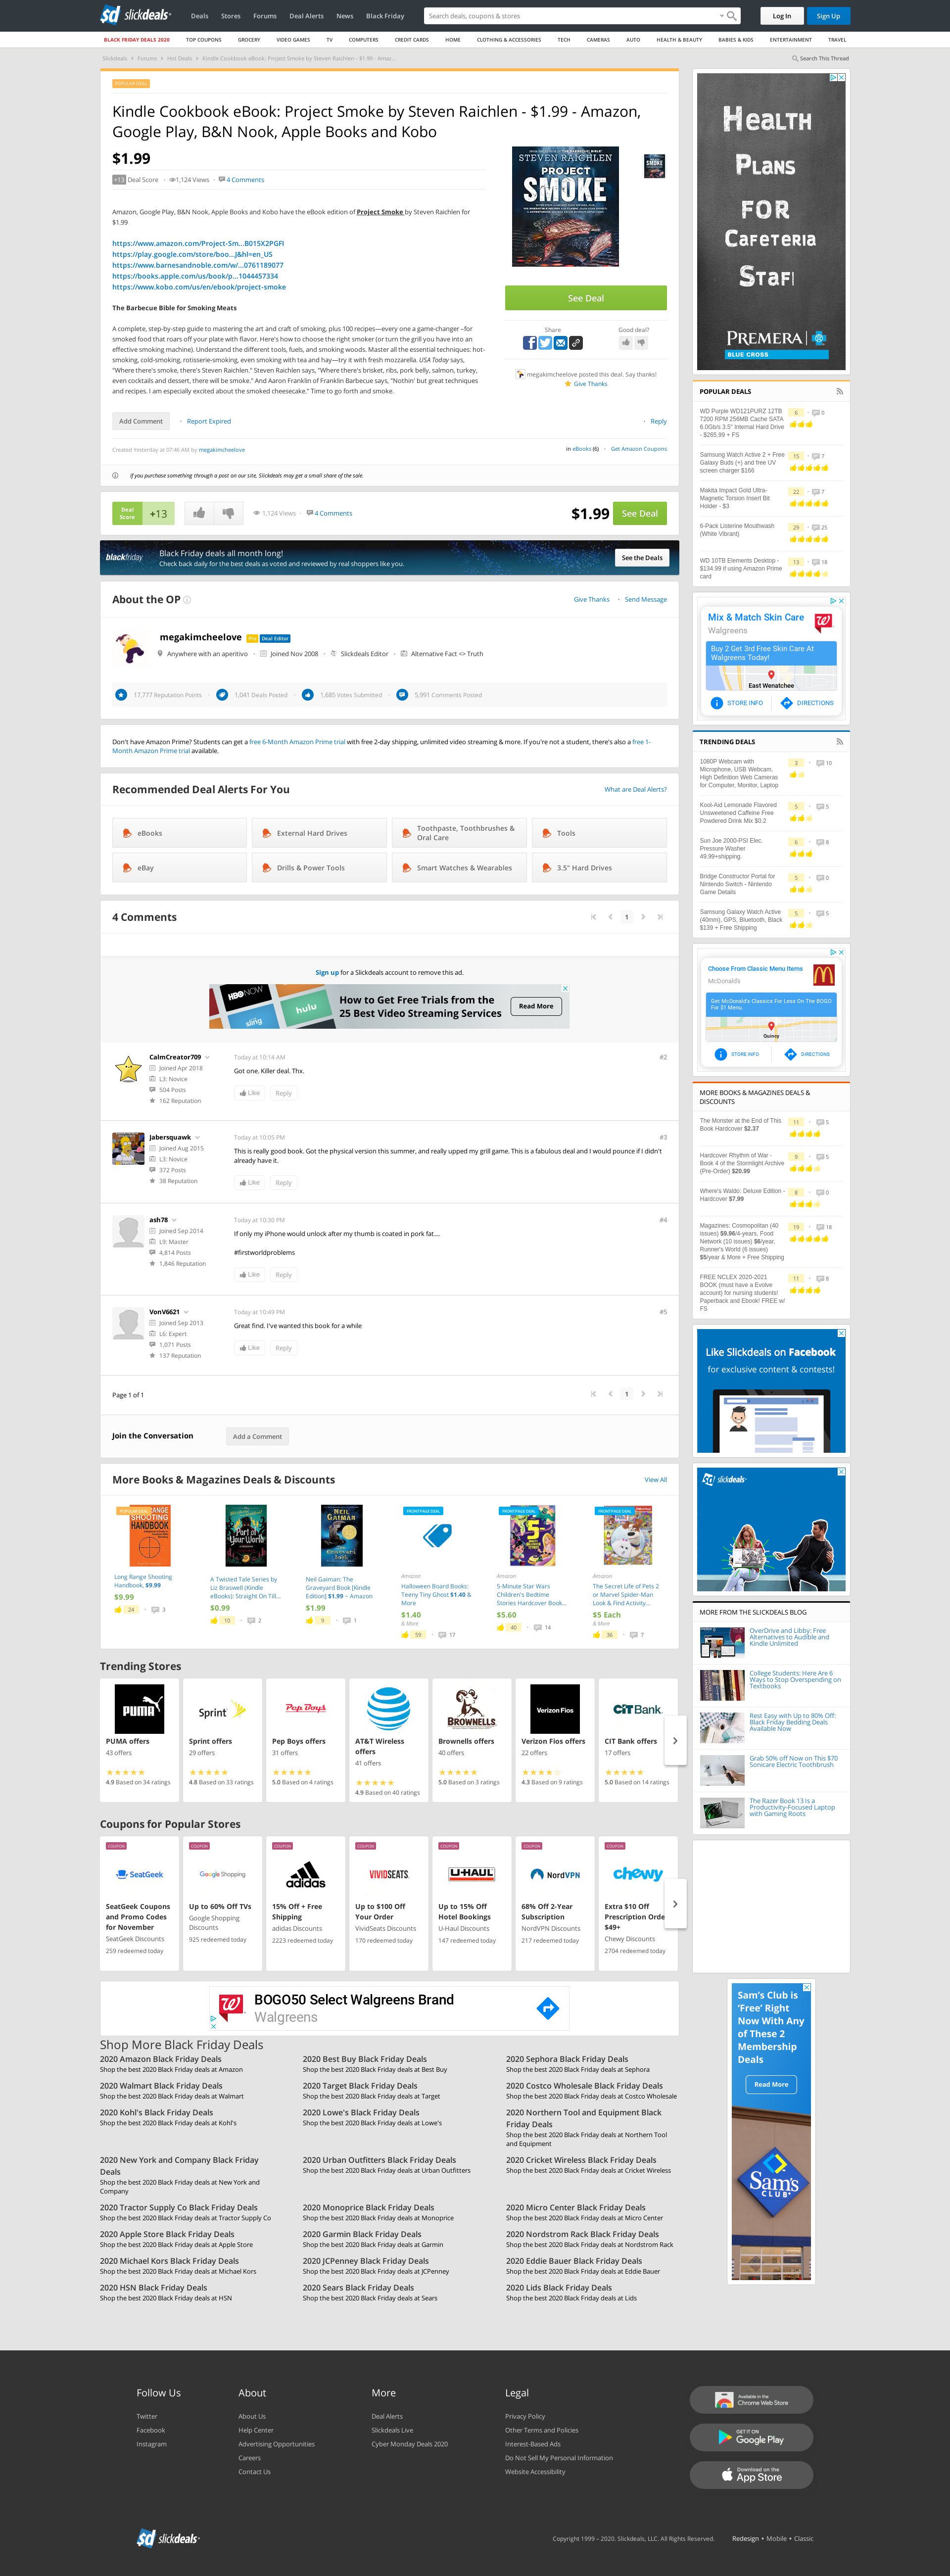 slickdeals
Deals
Stores
Forums
Deal Alerts
News
Black Friday
Search deals, coupons & stores
Log In
Sign Up
BLACK FRIDAY DEALS 2020
TOP COUPONS
GROCERY
VIDEO GAMES
TV
COMPUTERS
CREDIT CARDS
HOME
CLOTHING & ACCESSORIES
TECH
CAMERAS
AUTO
HEALTH & BEAUTY
BABIES & KIDS
ENTERTAINMENT
TRAVEL
Slickdeals
Forums
Hot Deals
Kindle Cookbook eBook: Project Smoke by Steven Raichlen - $1.99 - Amaz...
Search This Thread
POPULAR DEAL
Kindle Cookbook eBook: Project Smoke by Steven Raichlen - $1.99 - Amazon,
Google Play, B&N Nook, Apple Books and Kobo
$1.99
+13 Deal Score
1,124 Views
4 Comments
Amazon, Google Play, B&N Nook, Apple Books and Kobo have the eBook edition of Project Smoke by Steven Raichlen for
$1.99
https://www.amazon.com/Project-Sm...B015X2PGFI
https://play.google.com/store/boo...J&hl=en_US
https://www.barnesandnoble.com/w/...0761189077
https://books.apple.com/us/book/p...1044457334
https://www.kobo.com/us/en/ebook/project-smoke
The Barbecue Bible for Smoking Meats
A complete, step-by-step guide to mastering the art and craft of smoking, plus 100 recipes—every one a game-changer –for
smoked food that roars off your plate with flavor. Here's how to choose the right smoker (or turn the grill you have into an
effective smoking machine). Understand the different tools, fuels, and smoking woods. Master all the essential techniques: hot-
smoking, cold-smoking, rotisserie-smoking, even smoking with tea and hay—try it with fresh mozzarella. USA Today says,
"Where there's smoke, there's Steven Raichlen." Steven Raichlen says, "Where there's brisket, ribs, pork belly, salmon, turkey,
even cocktails and dessert, there will be smoke." And Aaron Franklin of Franklin Barbecue says, "Nothin' but great techniques
and recipes. I am especially excited about the smoked cheesecake." Time to go forth and smoke.
STEVEN RAICHLEN
PROJECT
SMOKE
See Deal
Share
Good deal?
megakimcheelove posted this deal. Say thanks!
Give Thanks
Add Comment
Report Expired
Reply
Created Yesterday at 07:46 AM by megakimcheelove
in eBooks (6)
Get Amazon Coupons
If you purchase something through a post on our site, Slickdeals may get a small share of the sale.
Deal
Score
+13
1,124 Views
4 Comments
$1.99
See Deal
blackfriday
Black Friday deals all month long!
Check back daily for the best deals as voted and reviewed by real shoppers like you.
See the Deals
About the OP
Give Thanks
Send Message
megakimcheelove
Pro
Deal Editor
Anywhere with an aperitivo
Joined Nov 2008
Slickdeals Editor
Alternative Fact <> Truth
17,777 Reputation Points
1,041 Deals Posted
1,685 Votes Submitted
5,991 Comments Posted
Don't have Amazon Prime? Students can get a free 6-Month Amazon Prime trial with free 2-day shipping, unlimited video streaming & more. If you're not a student, there's also a free 1-
Month Amazon Prime trial available.
Recommended Deal Alerts For You
What are Deal Alerts?
eBooks
External Hard Drives
Toothpaste, Toothbrushes &
Oral Care
Tools
eBay
Drills & Power Tools
Smart Watches & Wearables
3.5" Hard Drives
4 Comments
1
Sign up for a Slickdeals account to remove this ad.
HBO NOW
sling
hulu
How to Get Free Trials from the
25 Best Video Streaming Services
Read More
CalmCreator709
Joined Apr 2018
L3: Novice
504 Posts
162 Reputation
Today at 10:14 AM
#2
Got one. Killer deal. Thx.
Like
Reply
Jabersquawk
Joined Aug 2015
L3: Novice
372 Posts
38 Reputation
Today at 10:05 PM
#3
This is really good book. Got the physical version this summer, and really upped my grill game. This is a fabulous deal and I would pounce if I didn't
already have it.
Like
Reply
ash78
Joined Sep 2014
L9: Master
4,814 Posts
1,846 Reputation
Today at 10:30 PM
#4
If only my iPhone would unlock after my thumb is coated in pork fat....
#firstworldproblems
Like
Reply
VonV6621
Joined Sep 2013
L6: Expert
1,071 Posts
137 Reputation
Today at 10:49 PM
#5
Great find. I've wanted this book for a while
Like
Reply
Page 1 of 1
1
Join the Conversation
Add a Comment
More Books & Magazines Deals & Discounts
View All
Long Range Shooting
Handbook, $9.99
$9.99
24
3
A Twisted Tale Series by
Liz Braswell (Kindle
eBooks): Straight On Till...
$0.99
10
2
Neil Gaiman: The
Graveyard Book [Kindle
Edition] $1.99 ~ Amazon
$1.99
9
1
FRONTPAGE DEAL
Amazon
Halloween Board Books:
Teeny Tiny Ghost $1.40 &
More
$1.40
& More
59
17
FRONTPAGE DEAL
Amazon
5-Minute Star Wars
Children's Bedtime
Stories Hardcover Book...
$5.60
40
14
FRONTPAGE DEAL
Amazon
The Secret Life of Pets 2
or Marvel Spider-Man
Look & Find Activity...
$5 Each
& More
36
7
Trending Stores
PUMA offers
43 offers
4.9 Based on 34 ratings
Sprint offers
29 offers
4.8 Based on 33 ratings
Pep Boys offers
31 offers
5.0 Based on 4 ratings
AT&T Wireless
offers
41 offers
4.9 Based on 40 ratings
Brownells offers
40 offers
5.0 Based on 3 ratings
Verizon Fios
Verizon Fios offers
22 offers
4.3 Based on 9 ratings
CIT Bank
CIT Bank offers
17 offers
5.0 Based on 14 ratings
Coupons for Popular Stores
COUPON
SeatGeek
SeatGeek Coupons
and Promo Codes
for November
SeatGeek Discounts
259 redeemed today
COUPON
Google Shopping
Up to 60% Off TVs
Google Shopping
Discounts
925 redeemed today
COUPON
adidas
15% Off + Free
Shipping
adidas Discounts
2223 redeemed today
COUPON
VIVIDSEATS
Up to $100 Off
Your Order
VividSeats Discounts
170 redeemed today
COUPON
U-HAUL
Up to 15% Off
Hotel Bookings
U-Haul Discounts
147 redeemed today
COUPON
NordVPN
68% Off 2-Year
Subscription
NordVPN Discounts
217 redeemed today
COUPON
chewy
Extra $10 Off
Prescription Orde
$49+
Chewy Discounts
2704 redeemed today
BOGO50 Select Walgreens Brand
Walgreens
Shop More Black Friday Deals
2020 Amazon Black Friday Deals
Shop the best 2020 Black Friday deals at Amazon
2020 Best Buy Black Friday Deals
Shop the best 2020 Black Friday deals at Best Buy
2020 Sephora Black Friday Deals
Shop the best 2020 Black Friday deals at Sephora
2020 Walmart Black Friday Deals
Shop the best 2020 Black Friday deals at Walmart
2020 Target Black Friday Deals
Shop the best 2020 Black Friday deals at Target
2020 Costco Wholesale Black Friday Deals
Shop the best 2020 Black Friday deals at Costco Wholesale
2020 Kohl's Black Friday Deals
Shop the best 2020 Black Friday deals at Kohl's
2020 Lowe's Black Friday Deals
Shop the best 2020 Black Friday deals at Lowe's
2020 Northern Tool and Equipment Black
Friday Deals
Shop the best 2020 Black Friday deals at Northern Tool
and Equipment
2020 New York and Company Black Friday
Deals
Shop the best 2020 Black Friday deals at New York and
Company
2020 Urban Outfitters Black Friday Deals
Shop the best 2020 Black Friday deals at Urban Outfitters
2020 Cricket Wireless Black Friday Deals
Shop the best 2020 Black Friday deals at Cricket Wireless
2020 Tractor Supply Co Black Friday Deals
Shop the best 2020 Black Friday deals at Tractor Supply Co
2020 Monoprice Black Friday Deals
Shop the best 2020 Black Friday deals at Monoprice
2020 Micro Center Black Friday Deals
Shop the best 2020 Black Friday deals at Micro Center
2020 Apple Store Black Friday Deals
Shop the best 2020 Black Friday deals at Apple Store
2020 Garmin Black Friday Deals
Shop the best 2020 Black Friday deals at Garmin
2020 Nordstrom Rack Black Friday Deals
Shop the best 2020 Black Friday deals at Nordstrom Rack
2020 Michael Kors Black Friday Deals
Shop the best 2020 Black Friday deals at Michael Kors
2020 JCPenney Black Friday Deals
Shop the best 2020 Black Friday deals at JCPenney
2020 Eddie Bauer Black Friday Deals
Shop the best 2020 Black Friday deals at Eddie Bauer
2020 HSN Black Friday Deals
Shop the best 2020 Black Friday deals at HSN
2020 Sears Black Friday Deals
Shop the best 2020 Black Friday deals at Sears
2020 Lids Black Friday Deals
Shop the best 2020 Black Friday deals at Lids
HEALTH
PLANS
FOR
CAFETERIA
STAFF
PREMERA
BLUE CROSS
POPULAR DEALS
WD Purple WD121PURZ 12TB
7200 RPM 256MB Cache SATA
6.0Gb/s 3.5" Internal Hard Drive
- $265.99 + FS
6
0
Samsung Watch Active 2 + Free
Galaxy Buds (+) and free UV
screen charger $166
15
7
Makita Impact Gold Ultra-
Magnetic Torsion Insert Bit
Holder - $3
22
7
6-Pack Listerine Mouthwash
(White Vibrant)
29
25
WD 10TB Elements Desktop -
$134.99 if using Amazon Prime
card
13
18
Mix & Match Skin Care
Walgreens
Buy 2 Get 3rd Free Skin Care At
Walgreens Today!
East Wenatchee
STORE INFO
DIRECTIONS
TRENDING DEALS
1080P Webcam with
Microphone, USB Webcam,
High Definition Web Cameras
for Computer, Monitor, Laptop
3
10
Kool-Aid Lemonade Flavored
Unsweetened Caffeine Free
Powdered Drink Mix $0.2
5
5
Sun Joe 2000-PSI Elec.
Pressure Washer
49.99+shipping.
6
8
Bridge Constructor Portal for
Nintendo Switch - Nintendo
Game Details
5
0
Samsung Galaxy Watch Active
(40mm), GPS, Bluetooth, Black
$139 + Free Shipping
5
5
Choose From Classic Menu Items
McDonald's
Get McDonald's Classics For Less On The BOGO
For $1 Menu
Quincy
STORE INFO
DIRECTIONS
MORE BOOKS & MAGAZINES DEALS &
DISCOUNTS
The Monster at the End of This
Book Hardcover $2.37
11
5
Hardcover Rhythm of War -
Book 4 of the Stormlight Archive
(Pre-Order) $20.99
9
5
Where's Waldo: Deluxe Edition -
Hardcover $7.99
8
0
Magazines: Cosmopolitan (40
issues) $9.96/4-years, Food
Network (10 issues) $6/year,
Runner's World (6 issues)
$5/year & More + Free Shipping
19
18
FREE NCLEX 2020-2021
BOOK (must have a Evolve
account) for nursing students!
Paperback and Ebook! FREE w/
FS
11
8
Like Slickdeals on Facebook
for exclusive content & contests!
slickdeals
MORE FROM THE SLICKDEALS BLOG
OverDrive and Libby: Free
Alternatives to Audible and
Kindle Unlimited
College Students: Here Are 6
Ways to Stop Overspending on
Textbooks
Rest Easy with Up to 80% Off:
Black Friday Bedding Deals
Available Now
Grab 50% off Now on This $70
Sonicare Electric Toothbrush
The Razer Book 13 Is a
Productivity-Focused Laptop
with Gaming Roots
Sam's Club is
'Free' Right
Now With Any
of These 2
Membership
Deals
Read More
Sam's
CLUB
Follow Us
Twitter
Facebook
Instagram
About
About Us
Help Center
Advertising Opportunities
Careers
Contact Us
More
Deal Alerts
Slickdeals Live
Cyber Monday Deals 2020
Legal
Privacy Policy
Other Terms and Policies
Interest-Based Ads
Do Not Sell My Personal Information
Website Accessibility
Available in the
Chrome Web Store
GET IT ON
Google Play
Download on the
App Store
slickdeals
Copyright 1999 – 2020. Slickdeals, LLC. All Rights Reserved.
Redesign • Mobile • Classic